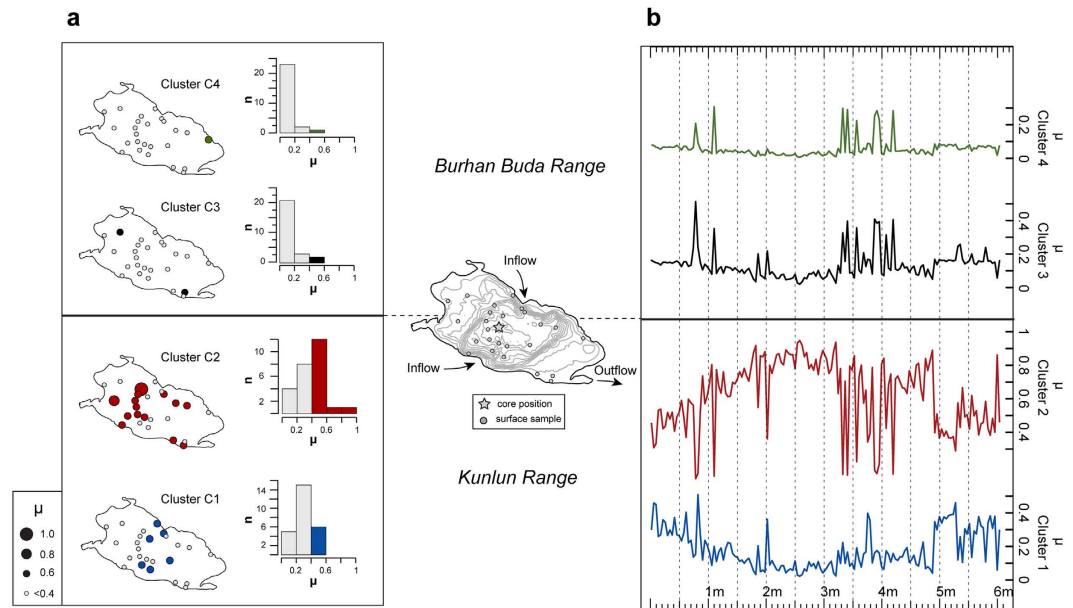 a
Cluster C4
n
20
10
0
0.2
0.6
1
μ
Cluster C3
n
20
10
0
0.2
0.6
1
μ
Cluster C2
n
10
6
2
0.2
0.6
1
μ
Cluster C1
n
14
10
6
2
0.2
0.6
1
μ
μ
1.0
0.8
0.6
<0.4
Burhan Buda Range
Inflow
Inflow
Outflow
core position
surface sample
Kunlun Range
b
0.2
0
μ
Cluster 4
0.4
0.2
0
μ
Cluster 3
1
0.8
0.6
0.4
μ
Cluster 2
0.4
0.2
0
μ
Cluster 1
1m
2m
3m
4m
5m
6m